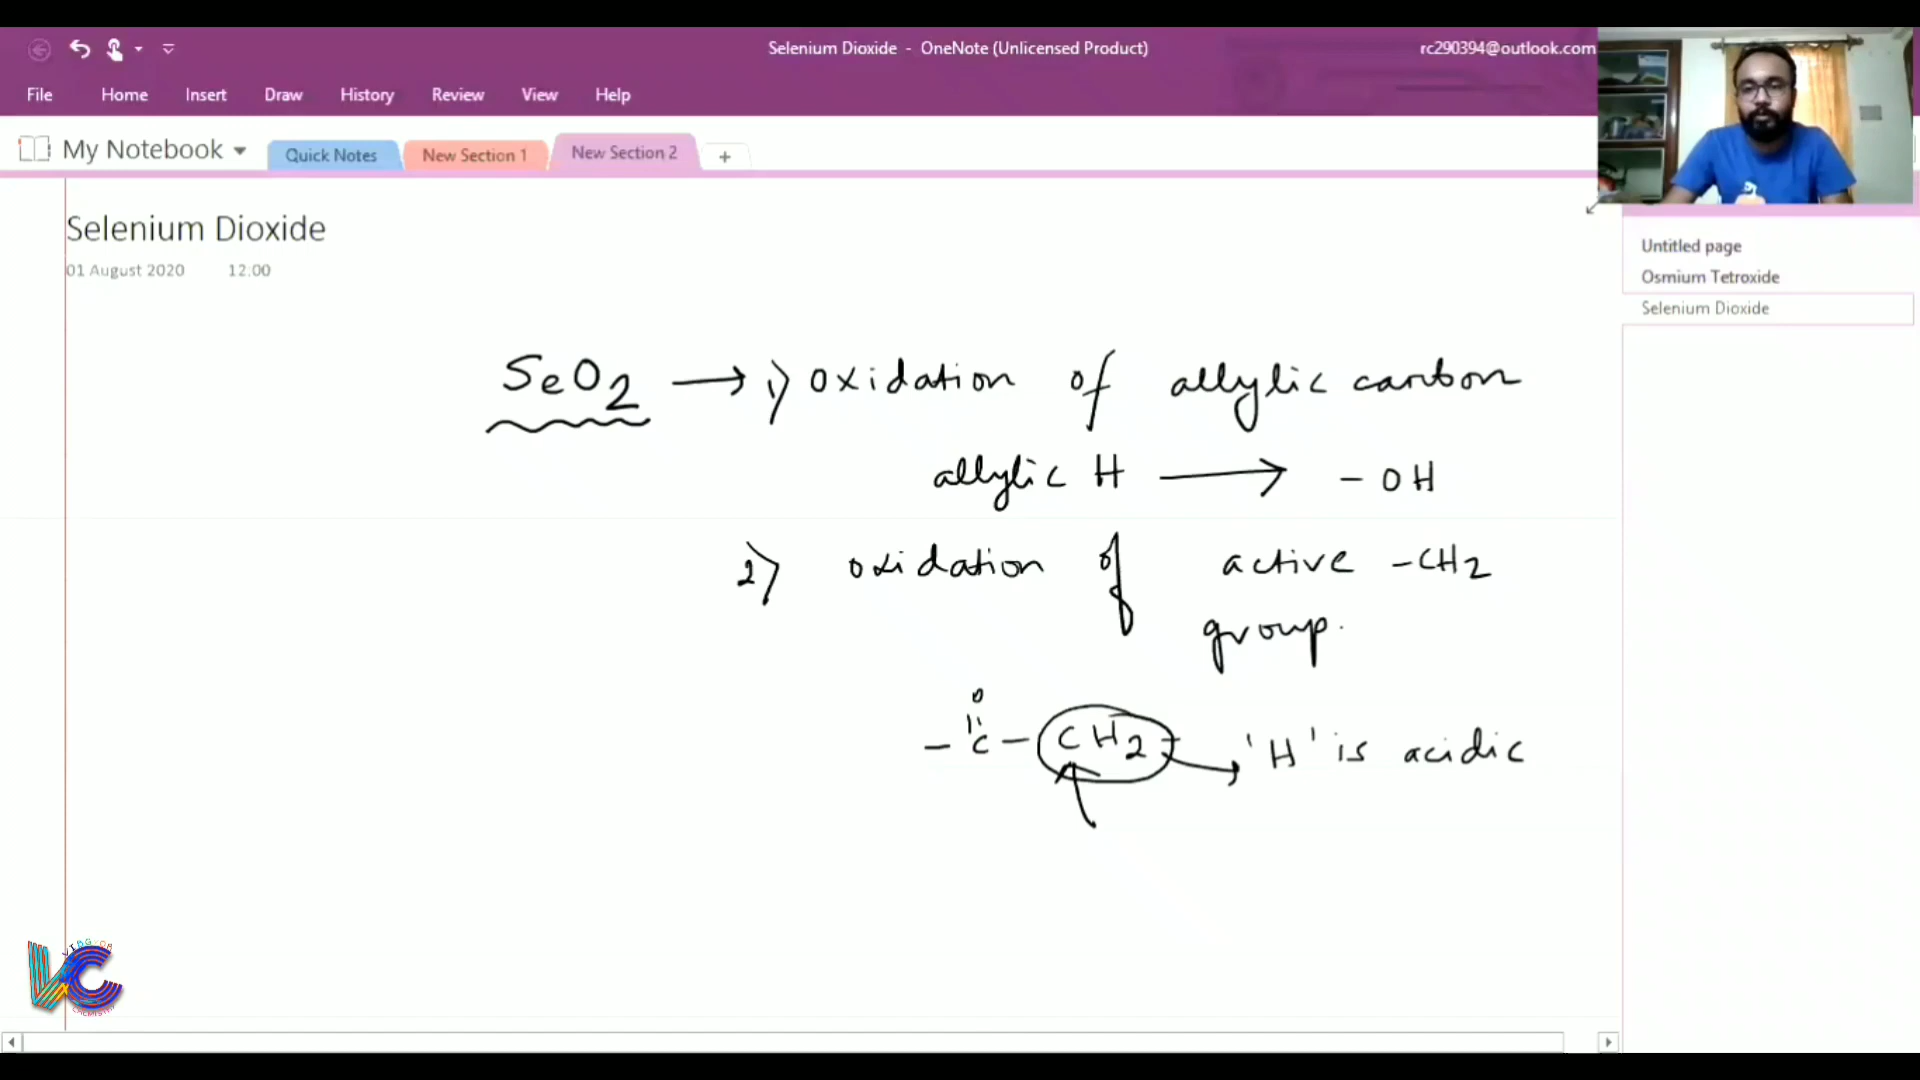 Selenium Dioxide - OneNote (Unlicensed Product)
rc290394@outlook.com
File Home Insert Draw History Review View Help
My Notebook Quick Notes New Section 1 New Section 2 +
Selenium Dioxide
01 August 2020 12:00
Untitled page
Osmium Tetroxide
Selenium Dioxide
SeO2 → 1) oxidation of allylic carbon
allylic H → - OH
2) oxidation of active -CH2
group.
O
- C - CH2 - → 'H' is acidic
VC
CHEMISTRY